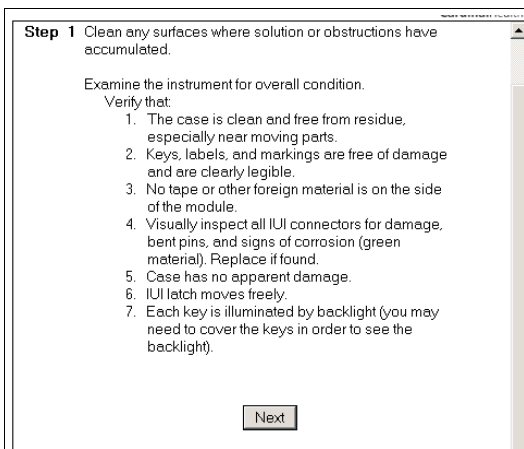 Step 1 Clean any surfaces where solution or obstructions have
accumulated.
Examine the instrument for overall condition.
Verify that:
1. The case is clean and free from residue,
especially near moving parts.
2. Keys, labels, and markings are free of damage
and are clearly legible.
3. No tape or other foreign material is on the side
of the module.
4. Visually inspect all IUI connectors for damage,
bent pins, and signs of corrosion (green
material). Replace if found.
5. Case has no apparent damage.
6. IUI latch moves freely.
7. Each key is illuminated by backlight (you may
need to cover the keys in order to see the
backlight).
Next